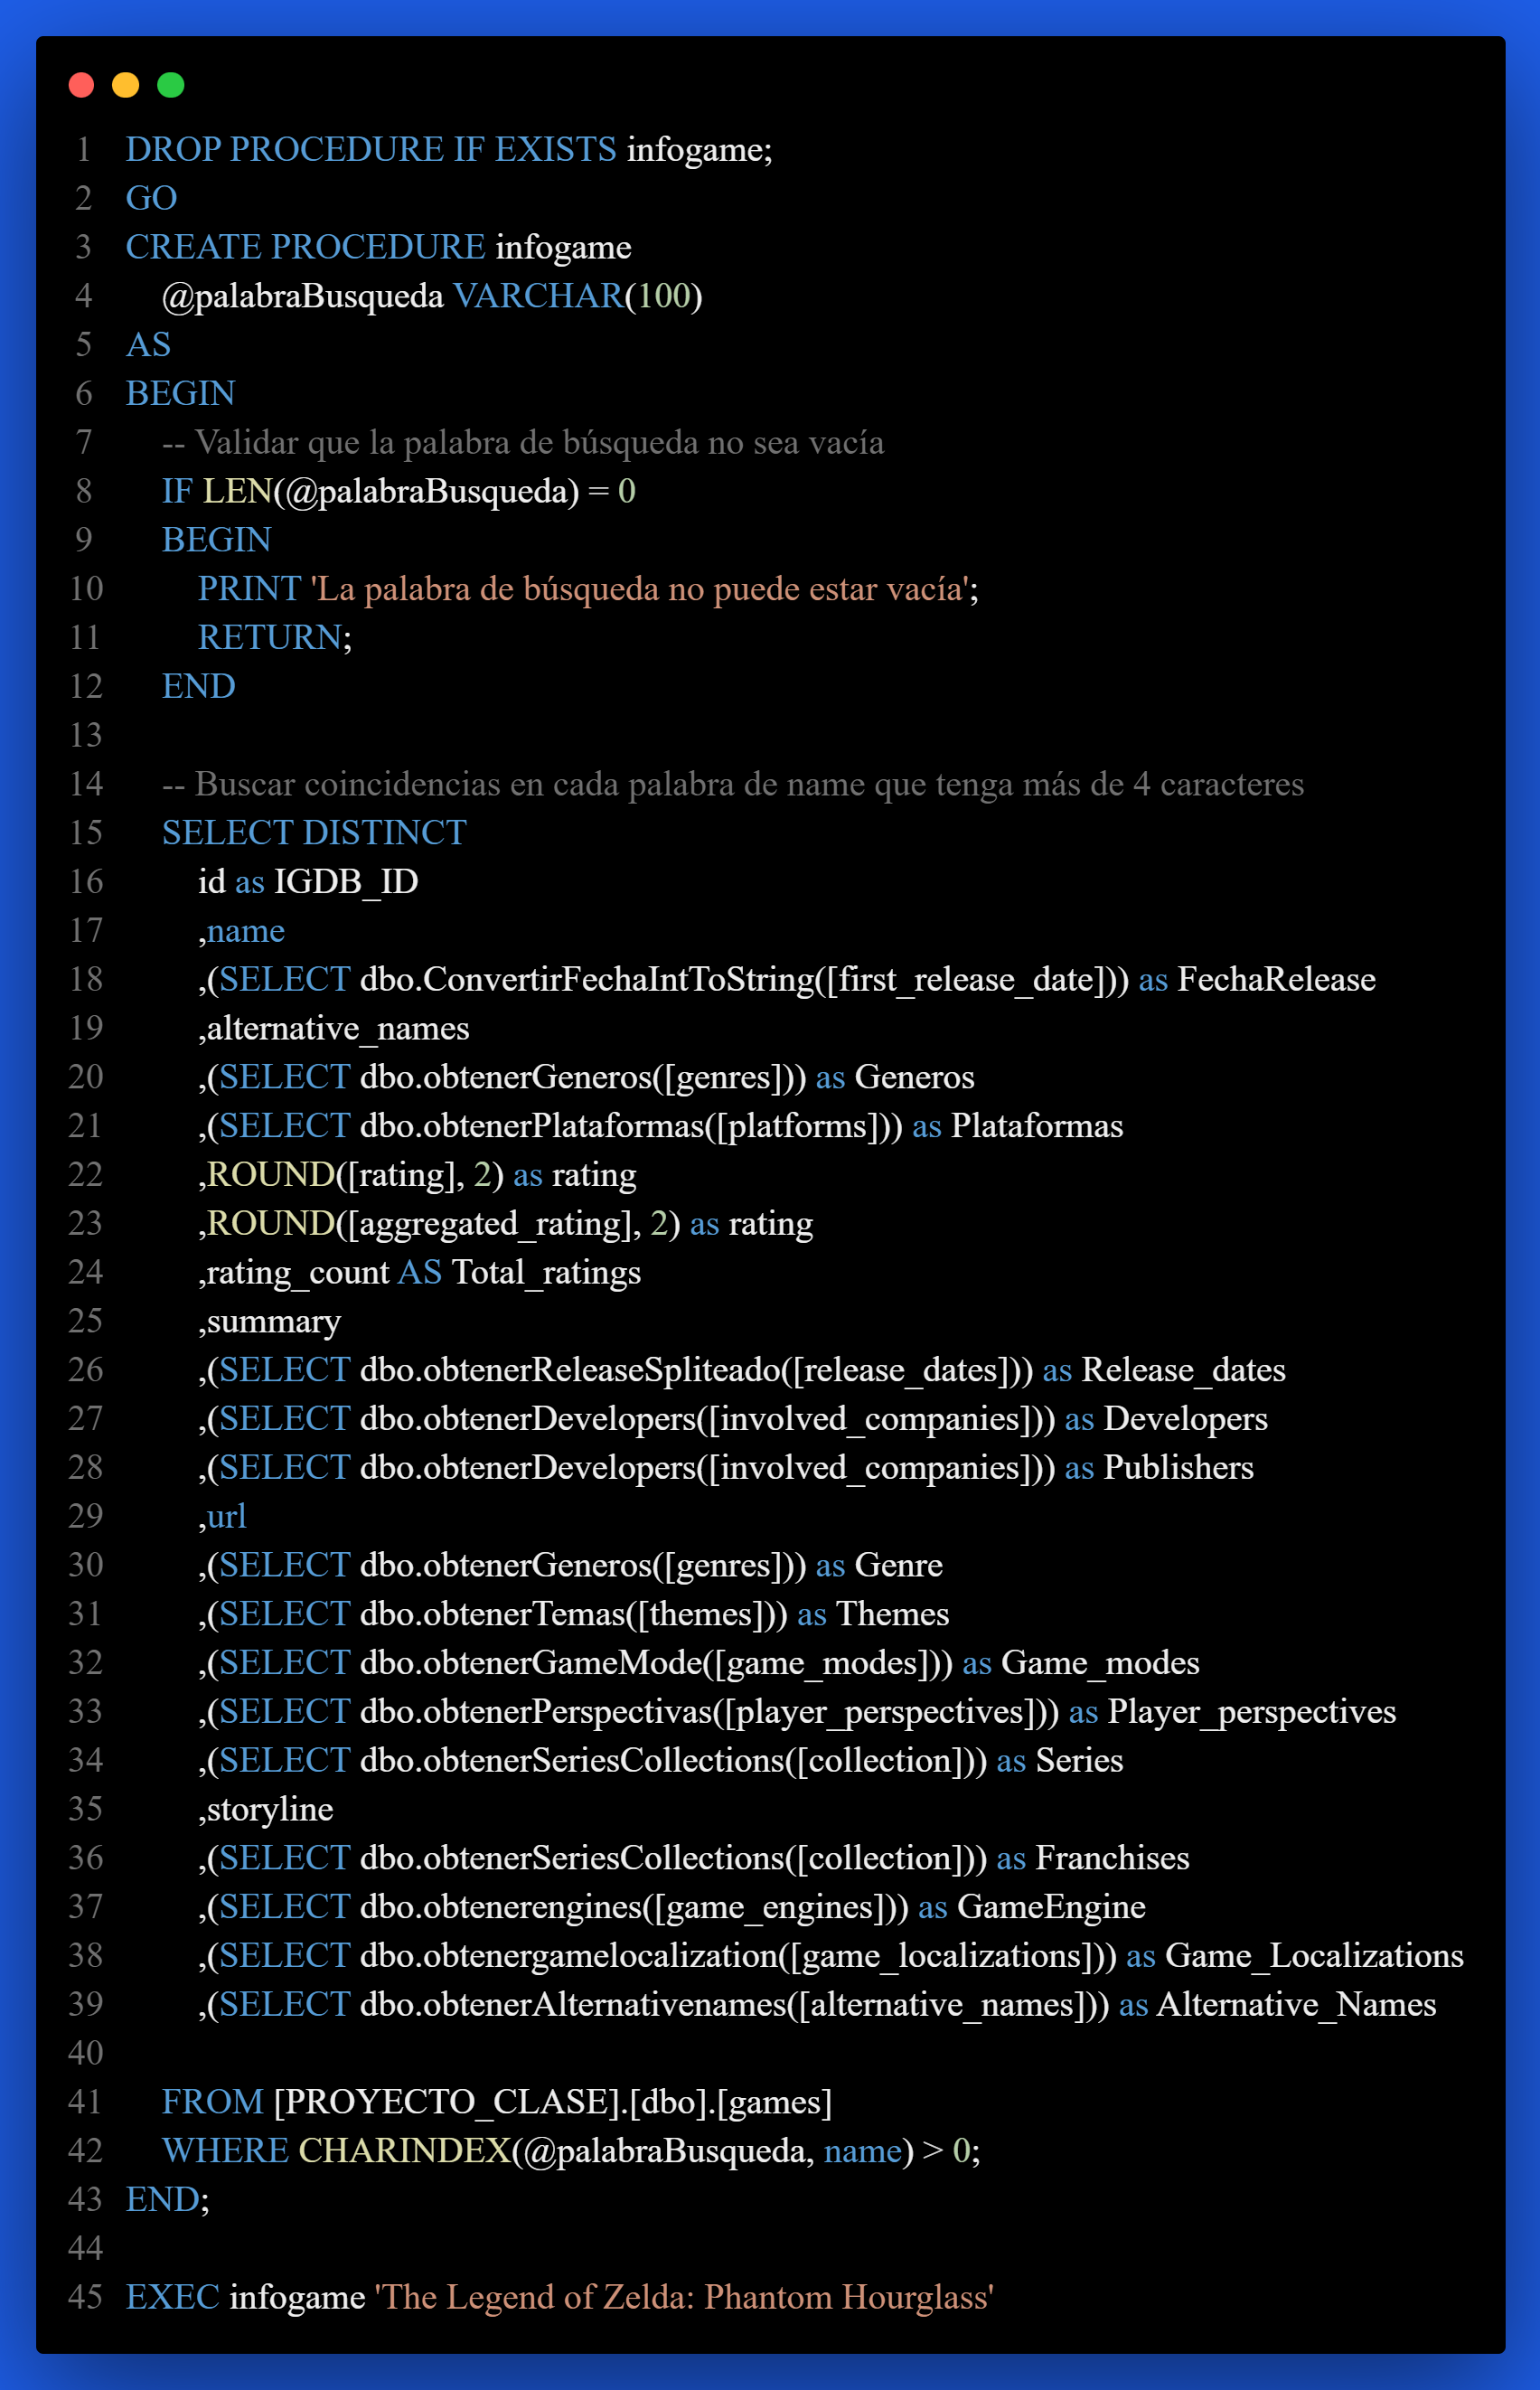 1 DROP PROCEDURE IF EXISTS infogame;
2 GO
3 CREATE PROCEDURE infogame
4 @palabraBusqueda VARCHAR(100)
5 AS
6 BEGIN
7 -- Validar que la palabra de búsqueda no sea vacía
8 IF LEN(@palabraBusqueda) = 0
9 BEGIN
10 PRINT 'La palabra de búsqueda no puede estar vacía';
11 RETURN;
12 END
13
14 -- Buscar coincidencias en cada palabra de name que tenga más de 4 caracteres
15 SELECT DISTINCT
16 id as IGDB_ID
17 ,name
18 ,(SELECT dbo.ConvertirFechaIntToString([first_release_date])) as FechaRelease
19 ,alternative_names
20 ,(SELECT dbo.obtenerGeneros([genres])) as Generos
21 ,(SELECT dbo.obtenerPlataformas([platforms])) as Plataformas
22 ,ROUND([rating], 2) as rating
23 ,ROUND([aggregated_rating], 2) as rating
24 ,rating_count AS Total_ratings
25 ,summary
26 ,(SELECT dbo.obtenerReleaseSpliteado([release_dates])) as Release_dates
27 ,(SELECT dbo.obtenerDevelopers([involved_companies])) as Developers
28 ,(SELECT dbo.obtenerDevelopers([involved_companies])) as Publishers
29 ,url
30 ,(SELECT dbo.obtenerGeneros([genres])) as Genre
31 ,(SELECT dbo.obtenerTemas([themes])) as Themes
32 ,(SELECT dbo.obtenerGameMode([game_modes])) as Game_modes
33 ,(SELECT dbo.obtenerPerspectivas([player_perspectives])) as Player_perspectives
34 ,(SELECT dbo.obtenerSeriesCollections([collection])) as Series
35 ,storyline
36 ,(SELECT dbo.obtenerSeriesCollections([collection])) as Franchises
37 ,(SELECT dbo.obtenerengines([game_engines])) as GameEngine
38 ,(SELECT dbo.obtenergamelocalization([game_localizations])) as Game_Localizations
39 ,(SELECT dbo.obtenerAlternativenames([alternative_names])) as Alternative_Names
40
41 FROM [PROYECTO_CLASE].[dbo].[games]
42 WHERE CHARINDEX(@palabraBusqueda, name) > 0;
43 END;
44
45 EXEC infogame 'The Legend of Zelda: Phantom Hourglass'